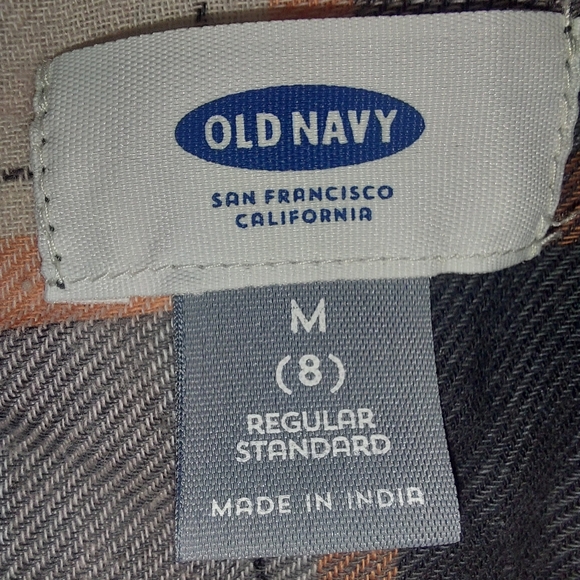 OLD NAVY
SAN FRANCISCO
CALIFORNIA
M
(8)
REGULAR
STANDARD
MADE IN INDIA